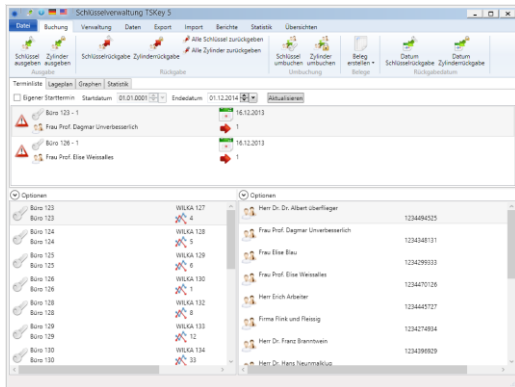 Schlüsselverwaltung TSKey 5
Datei Buchung Verwaltung Daten Export Import Berichte Statistik Übersichten
Schlüssel ausgeben Zylinder ausgeben
Ausgabe
Schlüsselrückgabe Zylinderrückgabe
Alle Schlüssel zurückgeben
Alle Zylinder zurückgeben
Rückgabe
Schlüssel umbuchen Zylinder umbuchen
Umbuchung
Beleg erstellen
Belege
Datum Schlüsselrückgabe Datum Zylinderrückgabe
Rückgabedatum
Terminliste Lageplan Graphen Statistik
Eigener Starttermin Startdatum 01.01.0001 Endedatum 01.12.2014 Aktualisieren
Büro 123 - 1 16.12.2013
Frau Prof. Dagmar Unverbesserlich 1
Büro 126 - 1 16.12.2013
Frau Prof. Elise Weissalles 1
Optionen
Büro 123 WILKA 127
Büro 123 4
Büro 124 WILKA 128
Büro 124 5
Büro 125 WILKA 129
Büro 125 6
Büro 126 WILKA 130
Büro 126 1
Büro 128 WILKA 132
Büro 128 8
Büro 129 WILKA 133
Büro 129 12
Büro 130 WILKA 134
Büro 130 33
Optionen
Herr Dr. Dr. Albert Überflieger
1234494525
Frau Prof. Dagmar Unverbesserlich
1234348131
Frau Elise Blau
1234299333
Frau Prof. Elise Weissalles
1234470126
Herr Erich Arbeiter
1234445727
Firma Flink und Fleissig
1234274934
Herr Dr. Franz Branntwein
1234396929
Herr Dr. Hans Neunmalklug